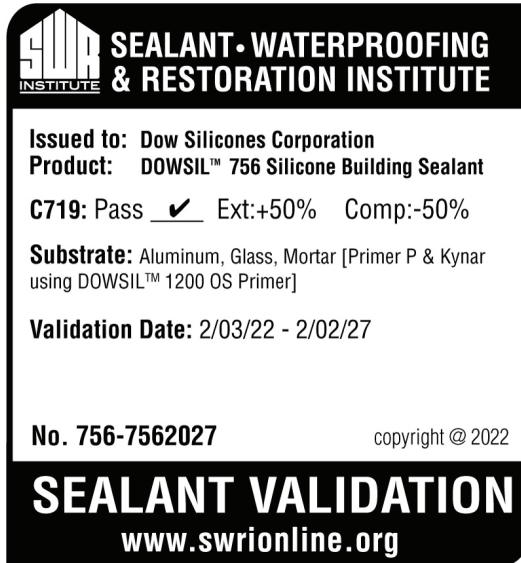 SWR
INSTITUTE
SEALANT • WATERPROOFING
& RESTORATION INSTITUTE
Issued to: Dow Silicones Corporation
Product: DOWSIL™ 756 Silicone Building Sealant
C719: Pass ✔ Ext:+50% Comp:-50%
Substrate: Aluminum, Glass, Mortar [Primer P & Kynar
using DOWSIL™ 1200 OS Primer]
Validation Date: 2/03/22 - 2/02/27
No. 756-7562027 copyright @ 2022
SEALANT VALIDATION
www.swrionline.org